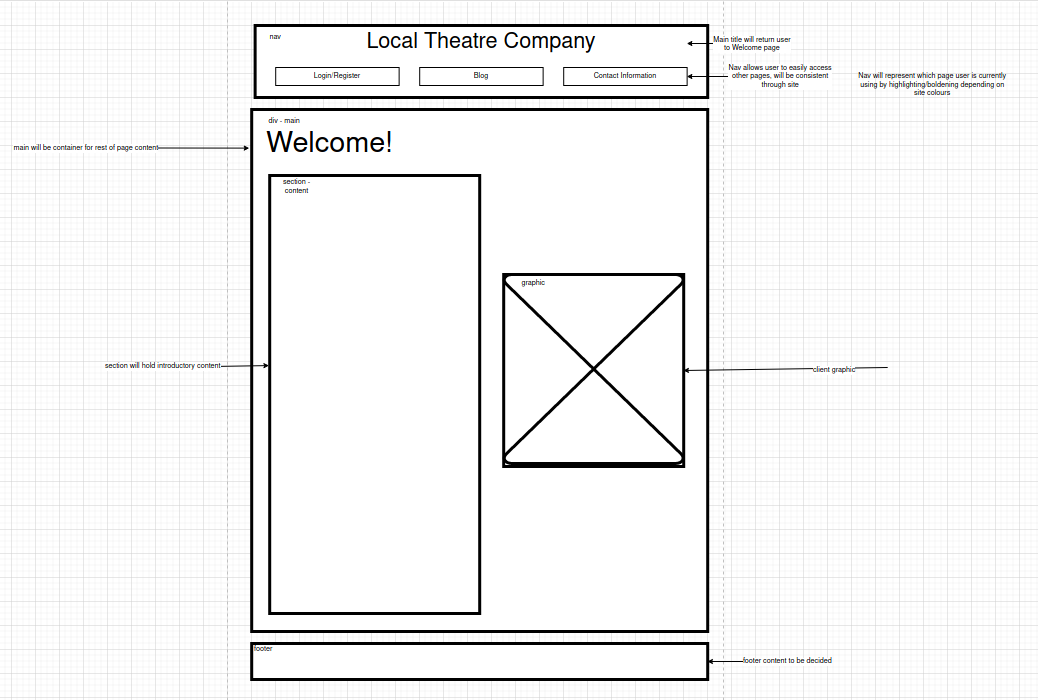 nav
Local Theatre Company
Main title will return user
to Welcome page
Login/Register
Blog
Contact Information
Nav allows user to easily access
other pages, will be consistent
through site
Nav will represent which page user is currently
using by highlighting/boldening depending on
site colours
div - main
Welcome!
main will be container for rest of page content
section -
content
graphic
section will hold introductory content
client graphic
footer
footer content to be decided